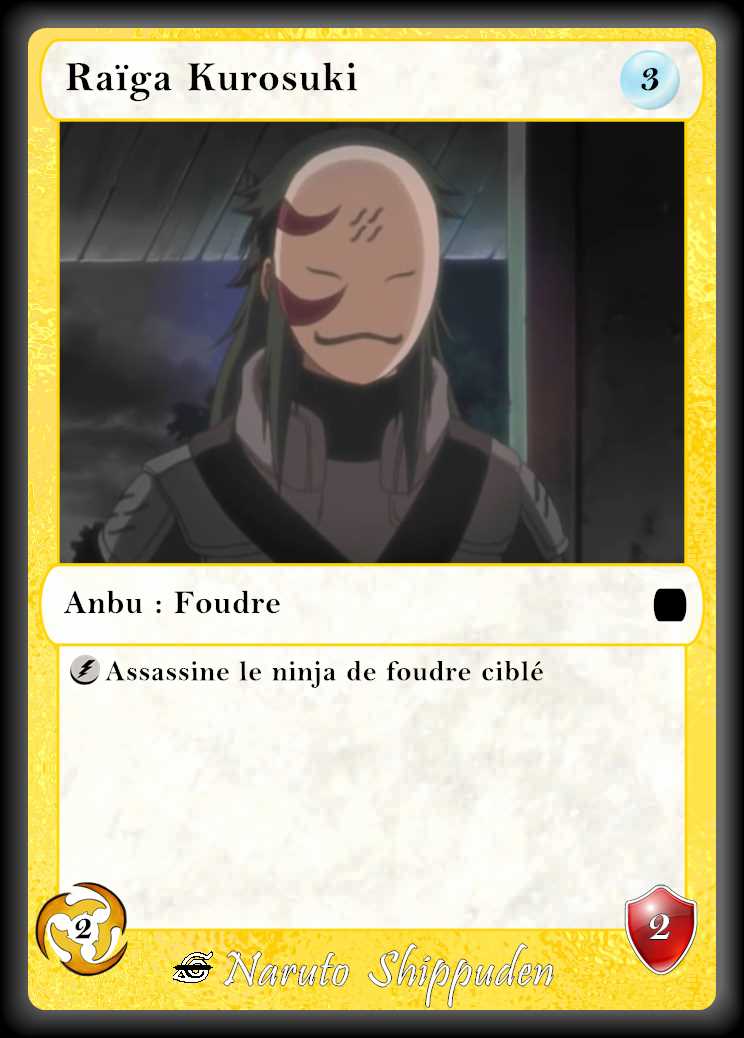 Raïga Kurosuki
3
Anbu : Foudre
Assassine le ninja de foudre ciblé
2
2
Naruto Shippuden